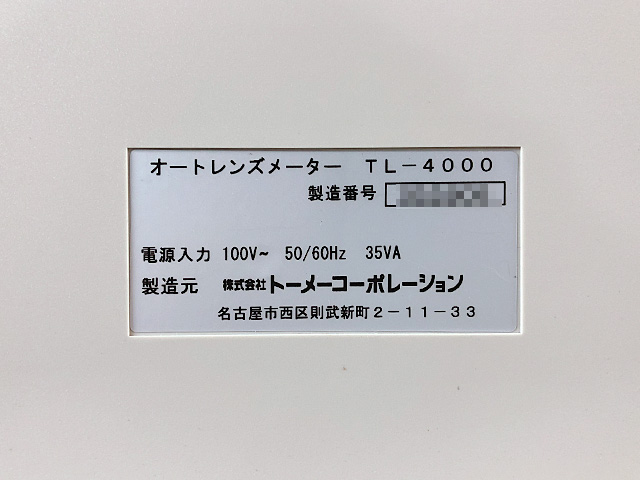 オートレンズメーター TL-4000
製造番号
電源入力 100V~ 50/60Hz 35VA
製造元 株式会社トーメーコーポレーション
名古屋市西区則武新町2-11-33